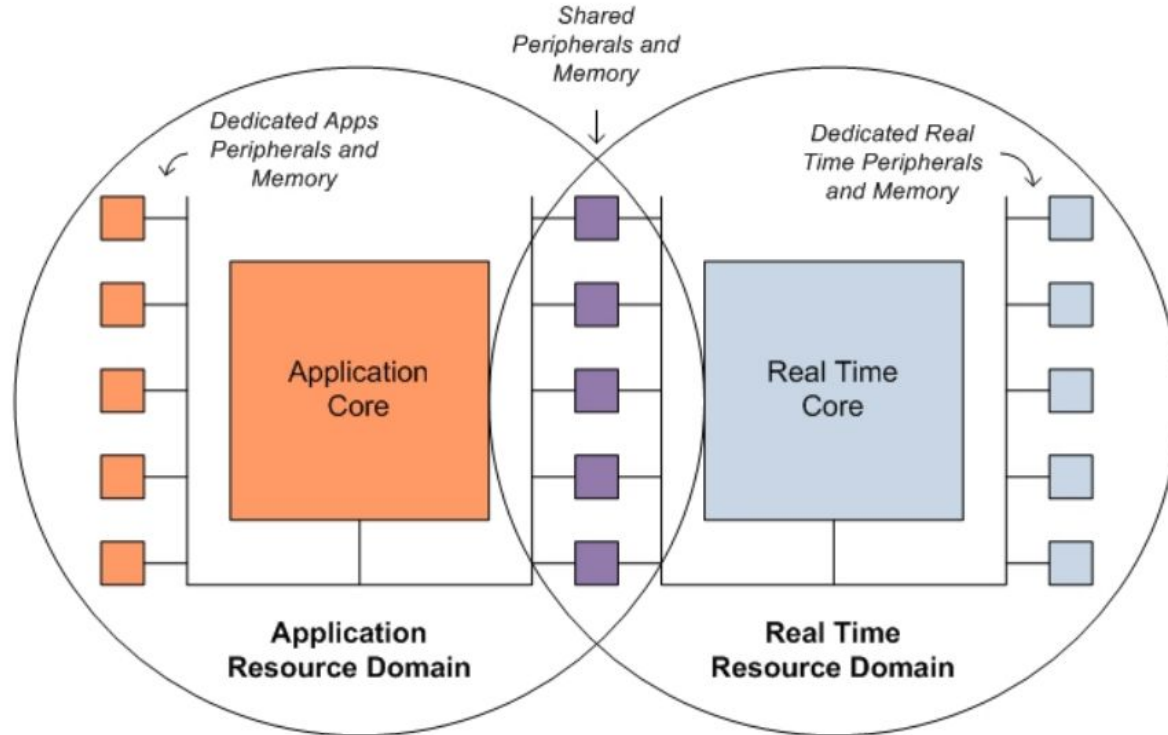 Shared
Peripherals and
Memory
Dedicated Apps
Peripherals and
Memory
Dedicated Real
Time Peripherals
and Memory
Application
Core
Real Time
Core
Application
Resource Domain
Real Time
Resource Domain